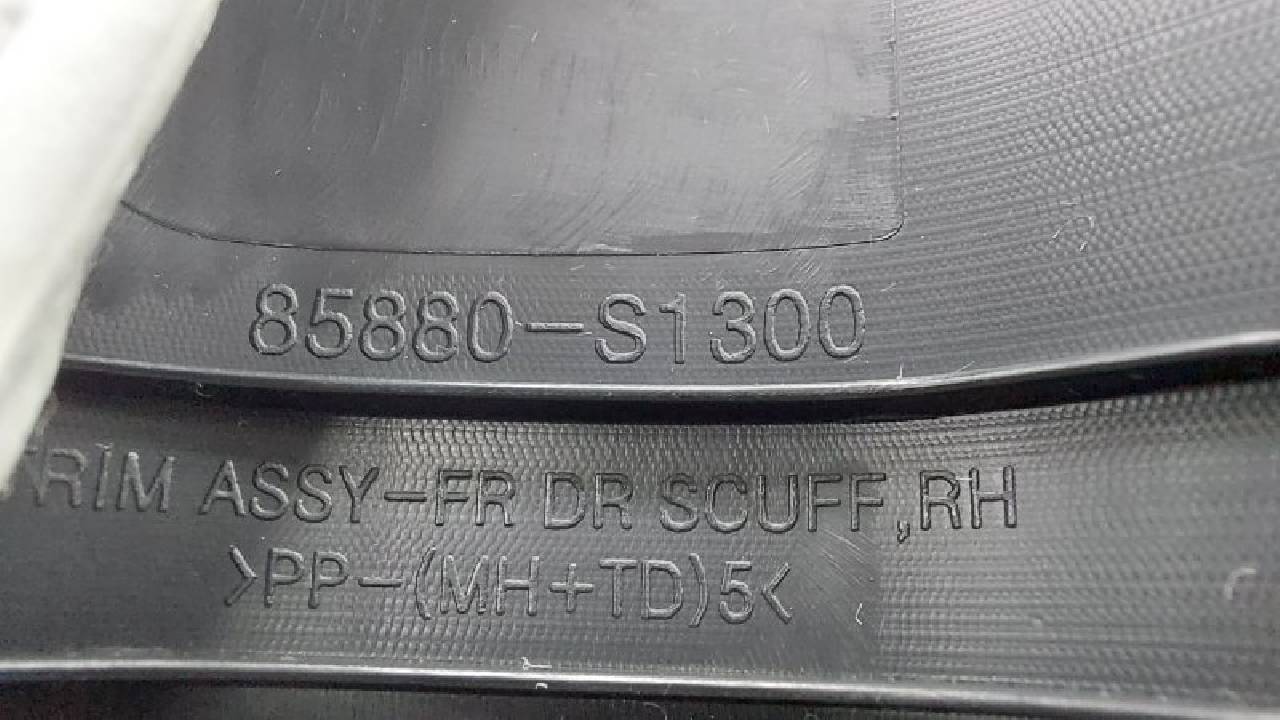 85880-S1300
TRIM ASSY-FR DR SCUFF,RH
>PP-(MH+TD)5<